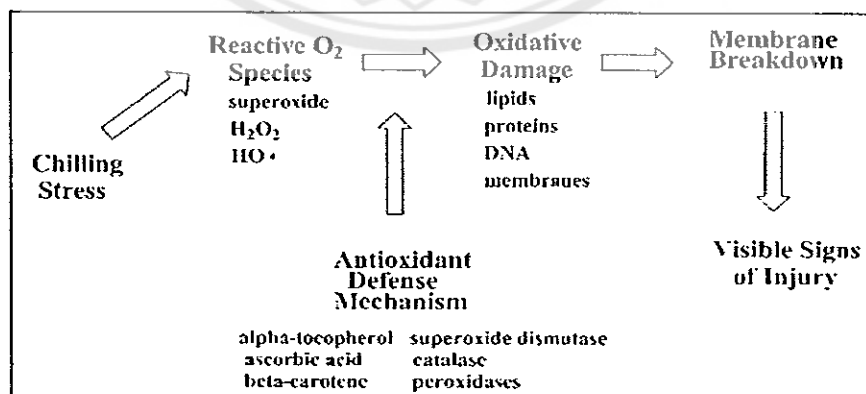 Reactive O₂
Species
superoxide
H₂O₂
HO•
Oxidative
Damage
lipids
proteins
DNA
membranes
Membrane
Breakdown
Chilling
Stress
Antioxidant
Defense
Mechanism
alpha-tocopherol superoxide dismutase
ascorbic acid catalase
beta-carotene peroxidases
Visible Signs
of Injury